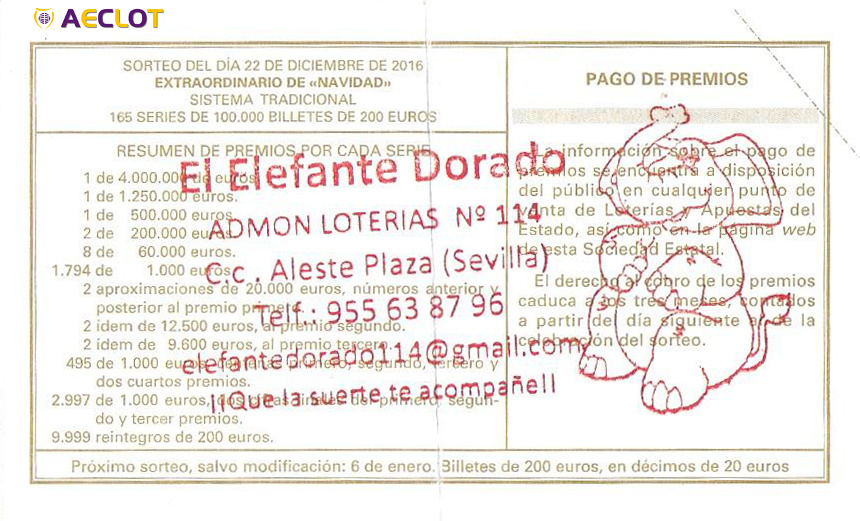 AECLOT
SORTEO DEL DÍA 22 DE DICIEMBRE DE 2016
EXTRAORDINARIO DE «NAVIDAD»
SISTEMA TRADICIONAL
165 SERIES DE 100.000 BILLETES DE 200 EUROS
RESUMEN DE PREMIOS POR CADA SERIE
1 de 4.000.000 de euros.
1 de 1.250.000 euros.
1 de 500.000 euros.
2 de 200.000 euros.
8 de 60.000 euros.
1.794 de 1.000 euros.
2 aproximaciones de 20.000 euros, números anterior y
posterior al premio primero.
2 idem de 12.500 euros, al premio segundo.
2 idem de 9.600 euros, al premio tercero.
495 de 1.000 euros, centenas primero, segundo, tercero y
dos cuartos premios.
2.997 de 1.000 euros, dos cifras finales del primero, segun-
do y tercer premios.
9.999 reintegros de 200 euros.
PAGO DE PREMIOS
La información sobre el pago de
premios se encuentra a disposición
del público en cualquier punto de
venta de Loterías y Apuestas del
Estado, así como en la página web
de esta Sociedad Estatal.
El derecho al cobro de los premios
caduca a los tres meses, contados
a partir del día siguiente al de la
celebración del sorteo.
El Elefante Dorado
ADMON LOTERIAS Nº 114
C.c. Aleste Plaza (Sevilla)
Telf.: 955 63 87 96
elefantedorado114@gmail.com
¡¡Que la suerte te acompañe!!
Próximo sorteo, salvo modificación: 6 de enero. Billetes de 200 euros, en décimos de 20 euros